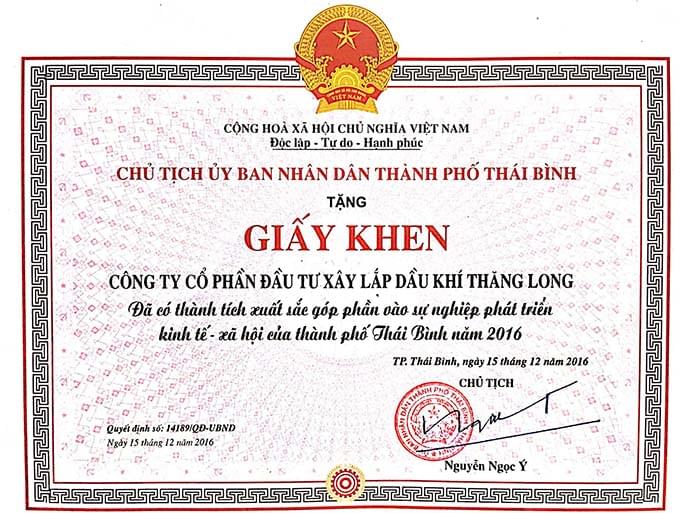 VIỆT NAM
CỘNG HOÀ XÃ HỘI CHỦ NGHĨA VIỆT NAM
Độc lập - Tự do - Hạnh phúc
CHỦ TỊCH ỦY BAN NHÂN DÂN THÀNH PHỐ THÁI BÌNH
TẶNG
GIẤY KHEN
CÔNG TY CỔ PHẦN ĐẦU TƯ XÂY LẮP DẦU KHÍ THĂNG LONG
Đã có thành tích xuất sắc góp phần vào sự nghiệp phát triển
kinh tế - xã hội của thành phố Thái Bình năm 2016
TP. Thái Bình, ngày 15 tháng 12 năm 2016
CHỦ TỊCH
Quyết định số: 14189/QĐ-UBND
Ngày 15 tháng 12 năm 2016
Nguyễn Ngọc Ý